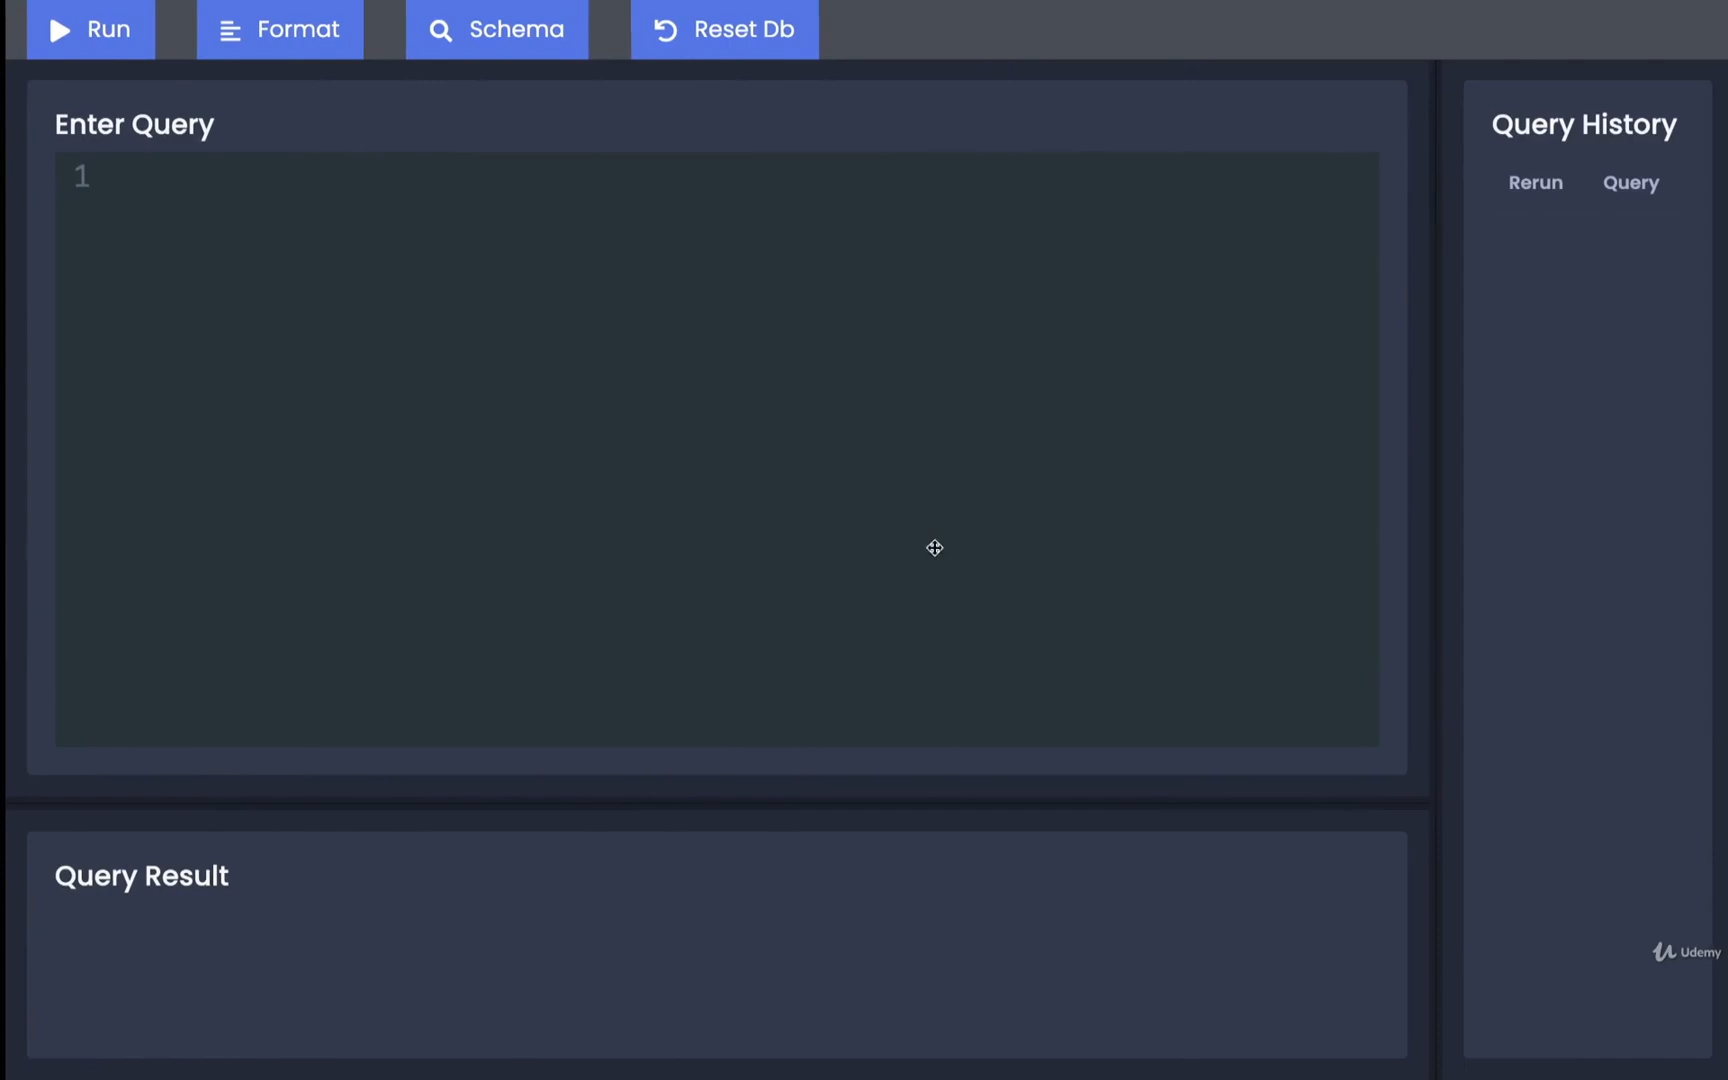 Run
Format
Schema
Reset Db
Enter Query
1
Query History
Rerun
Query
Query Result
Udemy